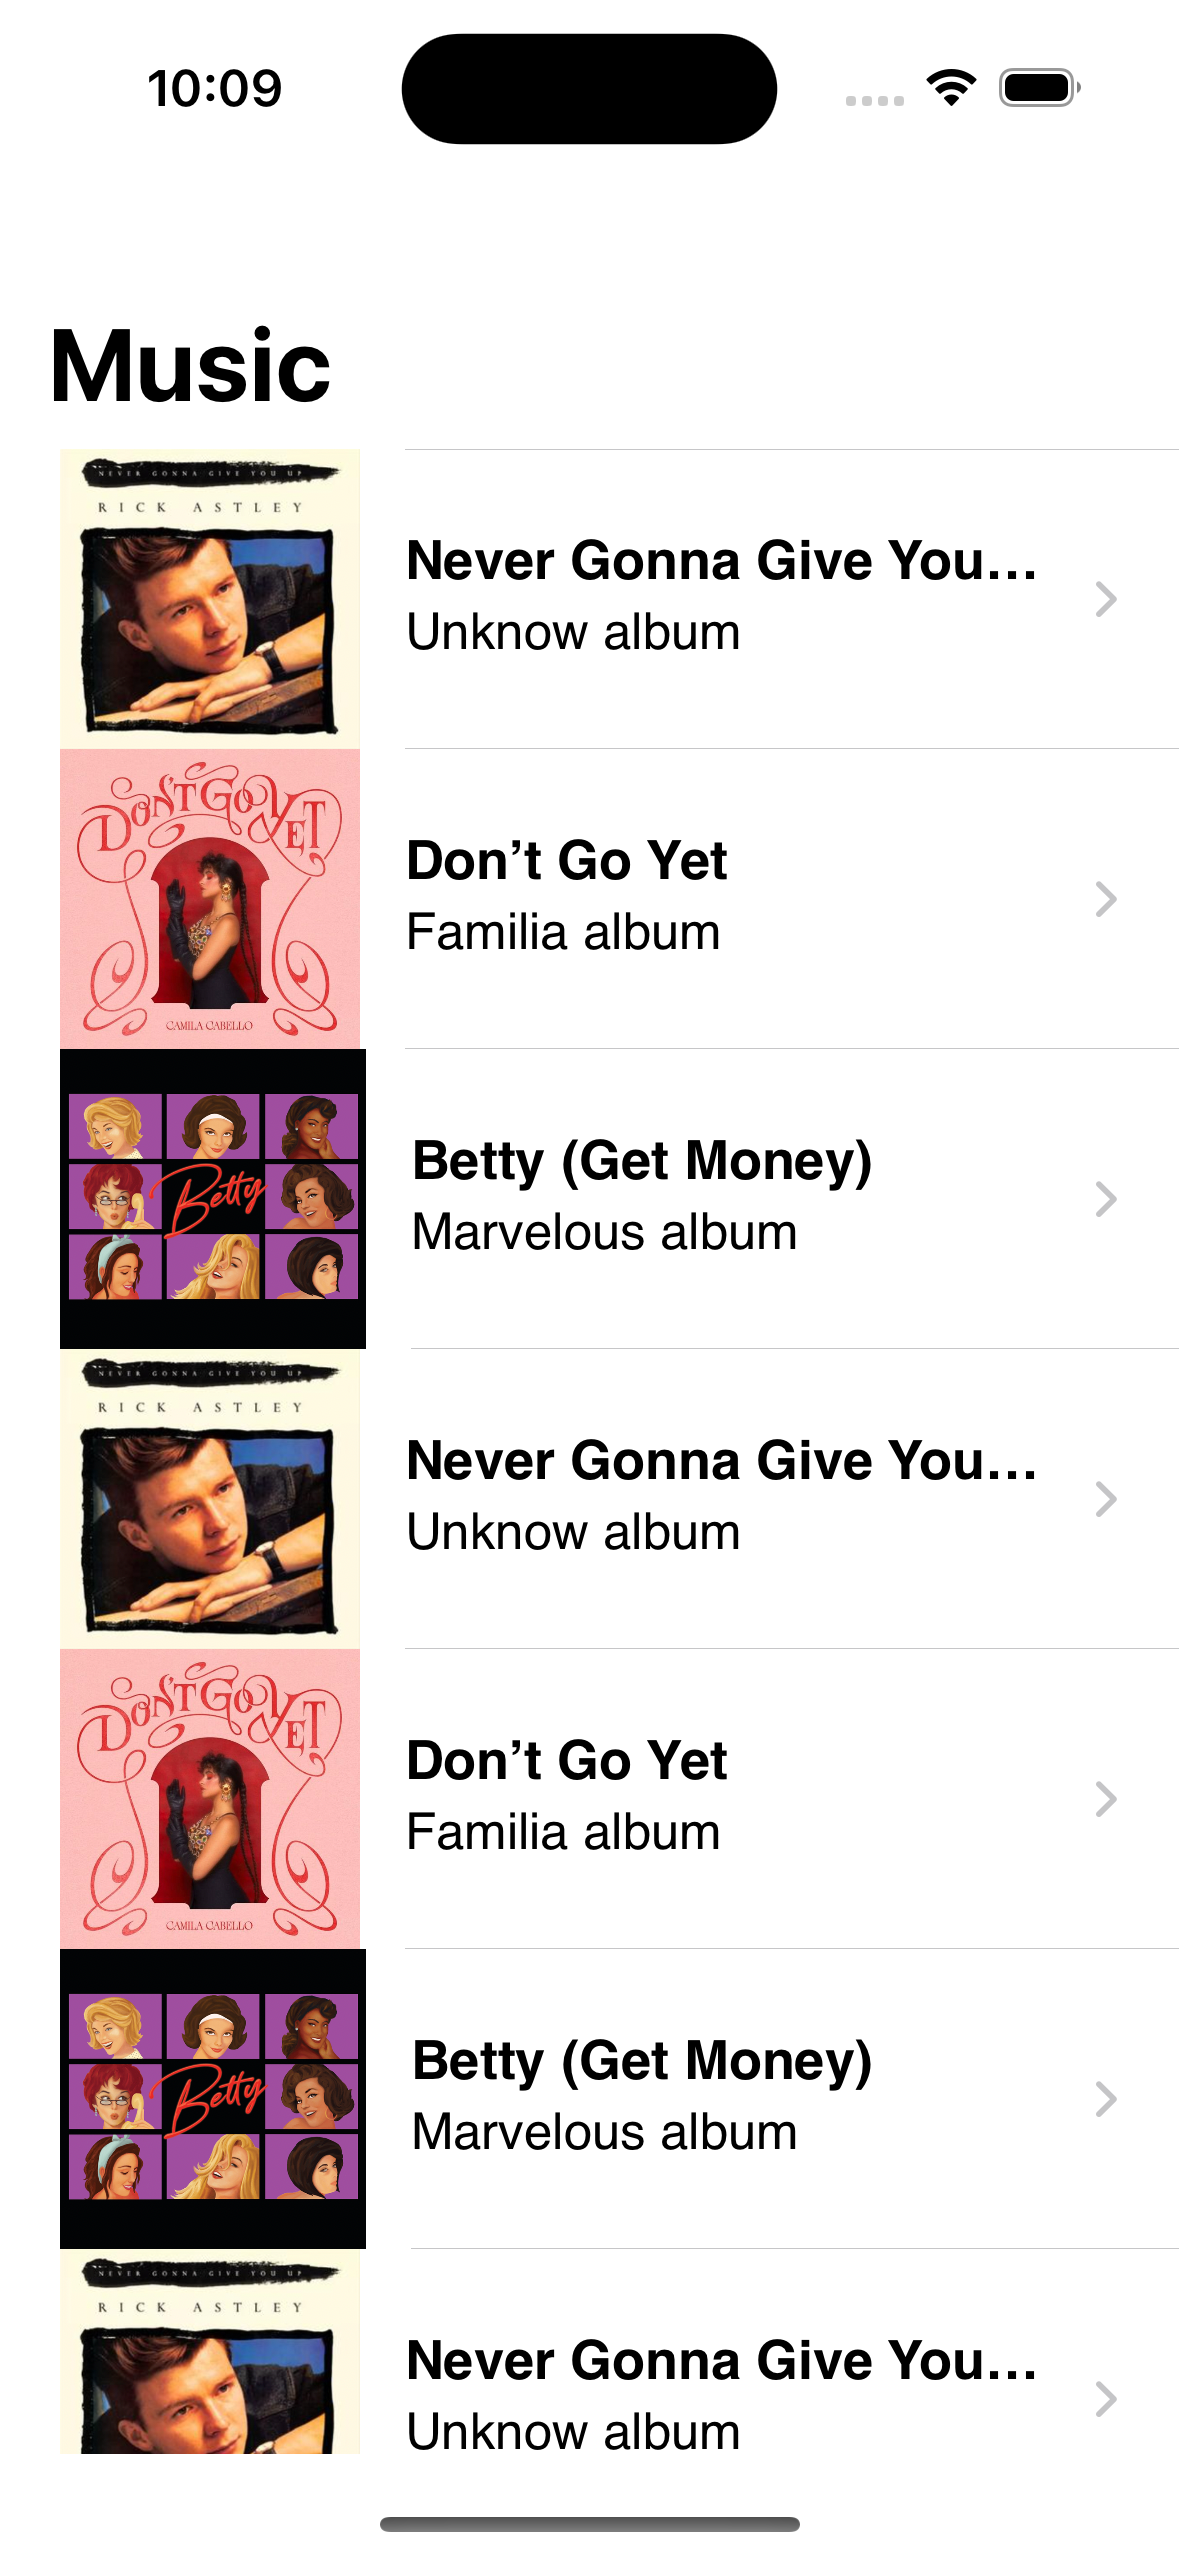 10:09
Music
NEVER GONNA GIVE YOU UP
RICK ASTLEY
Never Gonna Give You...
Unknow album
DON'T GO YET
CAMILA CABELLO
Don’t Go Yet
Familia album
Betty
Betty (Get Money)
Marvelous album
NEVER GONNA GIVE YOU UP
RICK ASTLEY
Never Gonna Give You...
Unknow album
DON'T GO YET
CAMILA CABELLO
Don’t Go Yet
Familia album
Betty
Betty (Get Money)
Marvelous album
NEVER GONNA GIVE YOU UP
RICK ASTLEY
Never Gonna Give You...
Unknow album